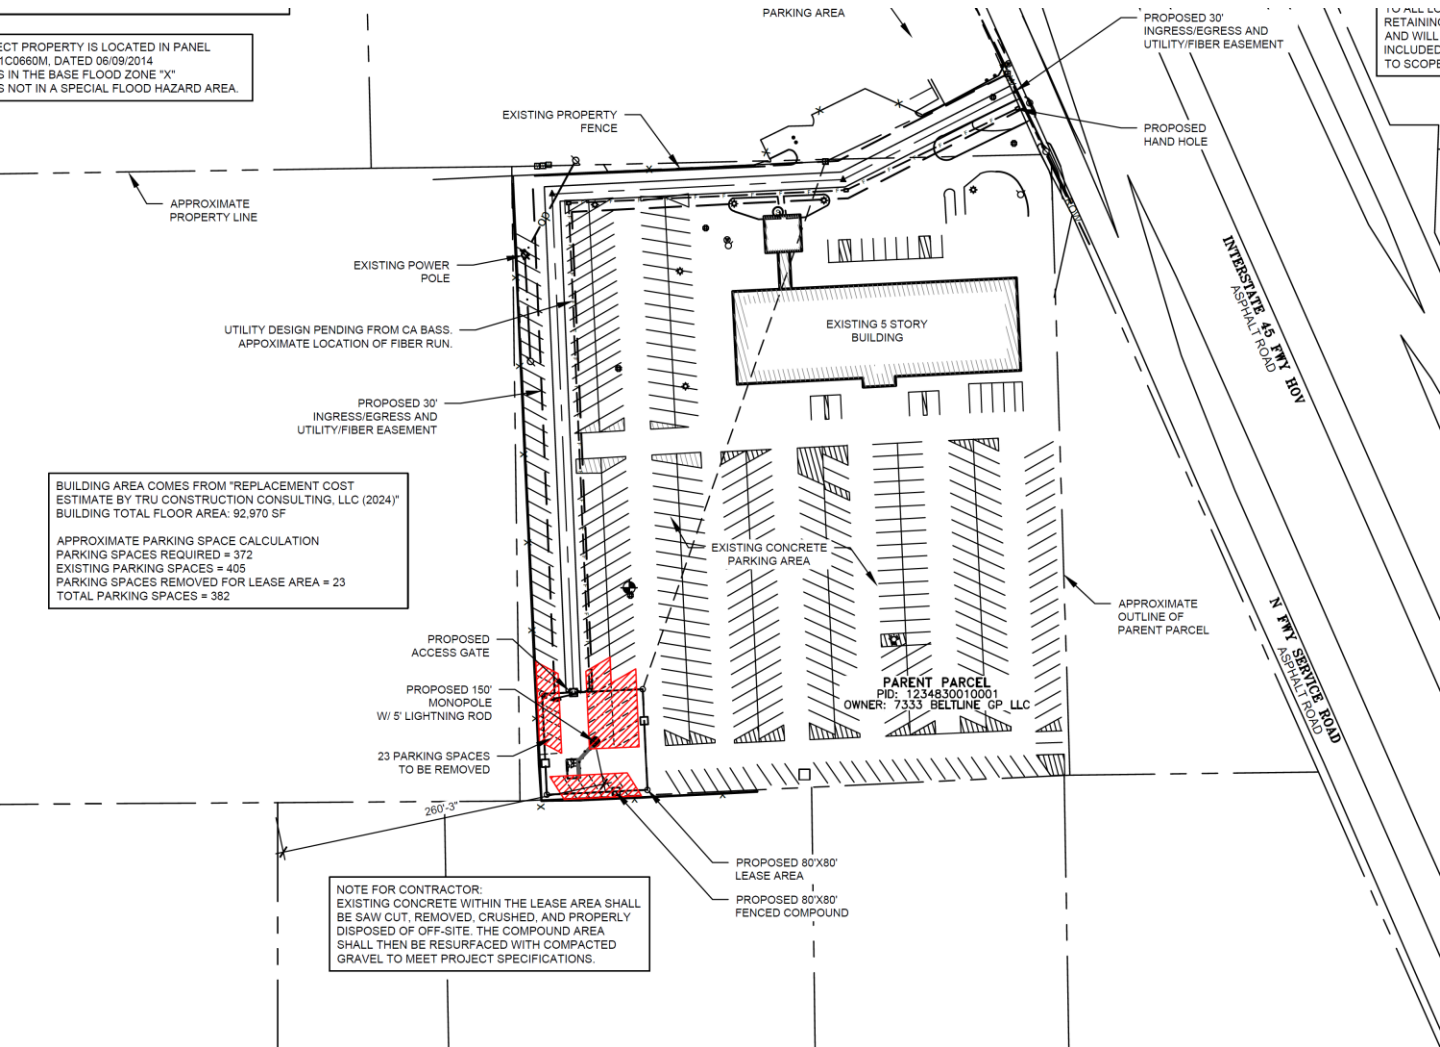 PARKING AREA
PROPOSED 30'
INGRESS/EGRESS AND
UTILITY/FIBER EASEMENT
RETAINING
AND WILL
INCLUDED
TO SCOPE
ECT PROPERTY IS LOCATED IN PANEL
1C0660M, DATED 06/09/2014
S IN THE BASE FLOOD ZONE "X"
S NOT IN A SPECIAL FLOOD HAZARD AREA.
EXISTING PROPERTY
FENCE
PROPOSED
HAND HOLE
APPROXIMATE
PROPERTY LINE
ROW
EXISTING POWER
POLE
OP
UTILITY DESIGN PENDING FROM CA BASS.
APPOXIMATE LOCATION OF FIBER RUN.
EXISTING 5 STORY
BUILDING
INTERSTATE 45 FWY HOV
ASPHALT ROAD
PROPOSED 30'
INGRESS/EGRESS AND
UTILITY/FIBER EASEMENT
BUILDING AREA COMES FROM "REPLACEMENT COST
ESTIMATE BY TRU CONSTRUCTION CONSULTING, LLC (2024)"
BUILDING TOTAL FLOOR AREA: 92,970 SF
APPROXIMATE PARKING SPACE CALCULATION
PARKING SPACES REQUIRED = 372
EXISTING PARKING SPACES = 405
PARKING SPACES REMOVED FOR LEASE AREA = 23
TOTAL PARKING SPACES = 382
EXISTING CONCRETE
PARKING AREA
APPROXIMATE
OUTLINE OF
PARENT PARCEL
N FWY SERVICE ROAD
ASPHALT ROAD
PROPOSED
ACCESS GATE
PARENT PARCEL
PID: 1234830010001
OWNER: 7333 BELTLINE GP LLC
PROPOSED 150'
MONOPOLE
W/ 5' LIGHTNING ROD
23 PARKING SPACES
TO BE REMOVED
260'-3"
PROPOSED 80'X80'
LEASE AREA
PROPOSED 80'X80'
FENCED COMPOUND
NOTE FOR CONTRACTOR:
EXISTING CONCRETE WITHIN THE LEASE AREA SHALL
BE SAW CUT, REMOVED, CRUSHED, AND PROPERLY
DISPOSED OF OFF-SITE. THE COMPOUND AREA
SHALL THEN BE RESURFACED WITH COMPACTED
GRAVEL TO MEET PROJECT SPECIFICATIONS.